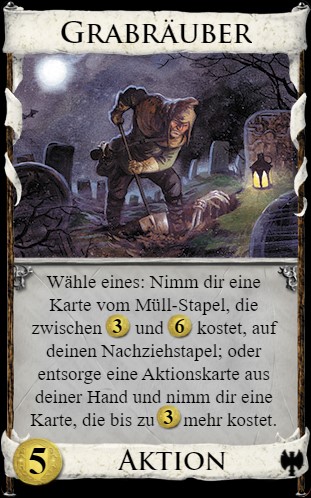 GRABRÄUBER
Wähle eines: Nimm dir eine
Karte vom Müll-Stapel, die
zwischen 3 und 6 kostet, auf
deinen Nachziehstapel; oder
entsorge eine Aktionskarte aus
deiner Hand und nimm dir eine
Karte, die bis zu 3 mehr kostet.
5 AKTION